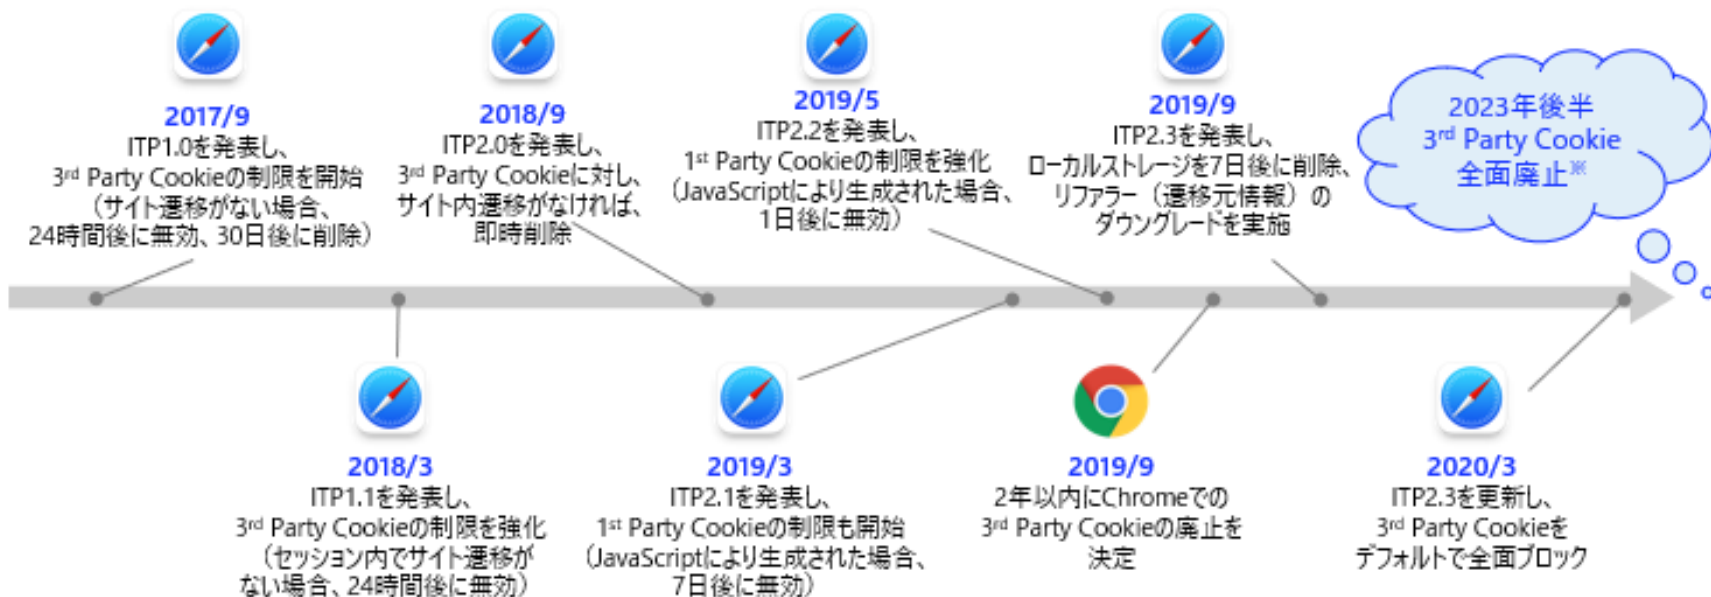 2017/9
ITP1.0を発表し、
3rd Party Cookieの制限を開始
（サイト遷移がない場合、
24時間後に無効、30日後に削除）
2018/9
ITP2.0を発表し、
3rd Party Cookieに対し、
サイト内遷移がなければ、
即時削除
2019/5
ITP2.2を発表し、
1st Party Cookieの制限を強化
（JavaScriptにより生成された場合、
1日後に無効）
2019/9
ITP2.3を発表し、
ローカルストレージを7日後に削除、
リファラー（遷移元情報）の
ダウングレードを実施
2023年後半
3rd Party Cookie
全面廃止※
2018/3
ITP1.1を発表し、
3rd Party Cookieの制限を強化
（セッション内でサイト遷移が
ない場合、24時間後に無効）
2019/3
ITP2.1を発表し、
1st Party Cookieの制限も開始
（JavaScriptにより生成された場合、
7日後に無効）
2019/9
2年以内にChromeでの
3rd Party Cookieの廃止を
決定
2020/3
ITP2.3を更新し、
3rd Party Cookieを
デフォルトで全面ブロック